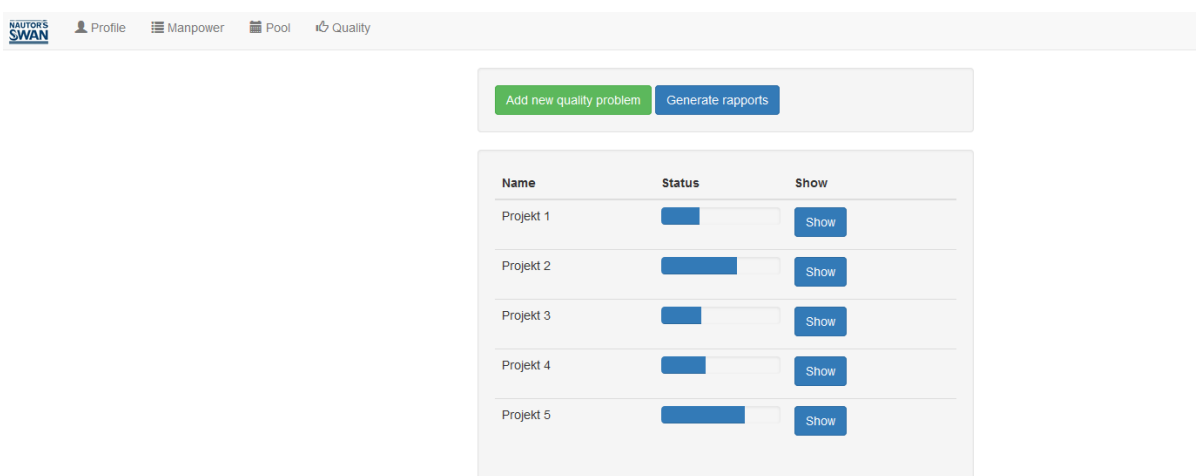 NAUTOR'S
SWAN
Profile Manpower Pool Quality
Add new quality problem Generate rapports
Name Status Show
Projekt 1 Show
Projekt 2 Show
Projekt 3 Show
Projekt 4 Show
Projekt 5 Show